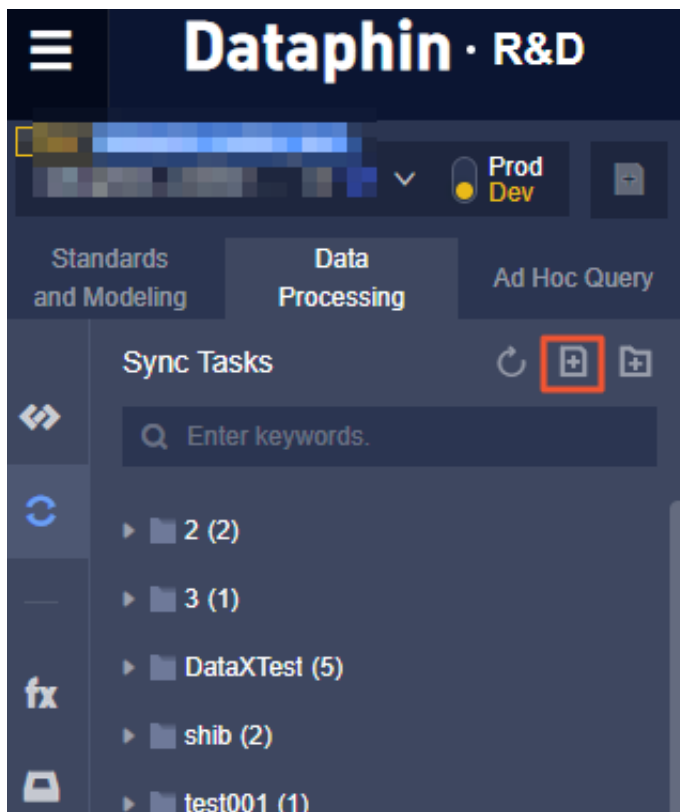 Dataphin · R&D
Prod
Dev
Standards
and Modeling
Data
Processing
Ad Hoc Query
Sync Tasks
Enter keywords.
2 (2)
3 (1)
DataXTest (5)
fx
shib (2)
test001 (1)